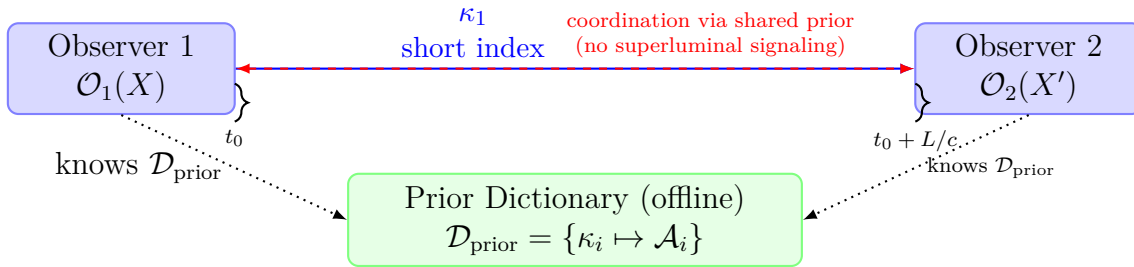 κ₁
short index
coordination via shared prior
(no superluminal signaling)
Observer 1
𝒪₁(X)
Observer 2
𝒪₂(X′)
t₀
t₀ + L/c
knows 𝒟prior
knows 𝒟prior
Prior Dictionary (offline)
𝒟prior = {κᵢ ↦ 𝒜ᵢ}